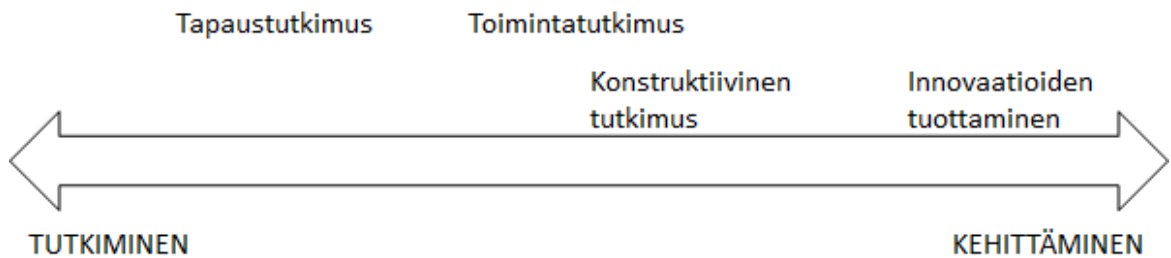 Tapaustutkimus
Toimintatutkimus
Konstruktiivinen
tutkimus
Innovaatioiden
tuottaminen
TUTKIMINEN
KEHITTÄMINEN